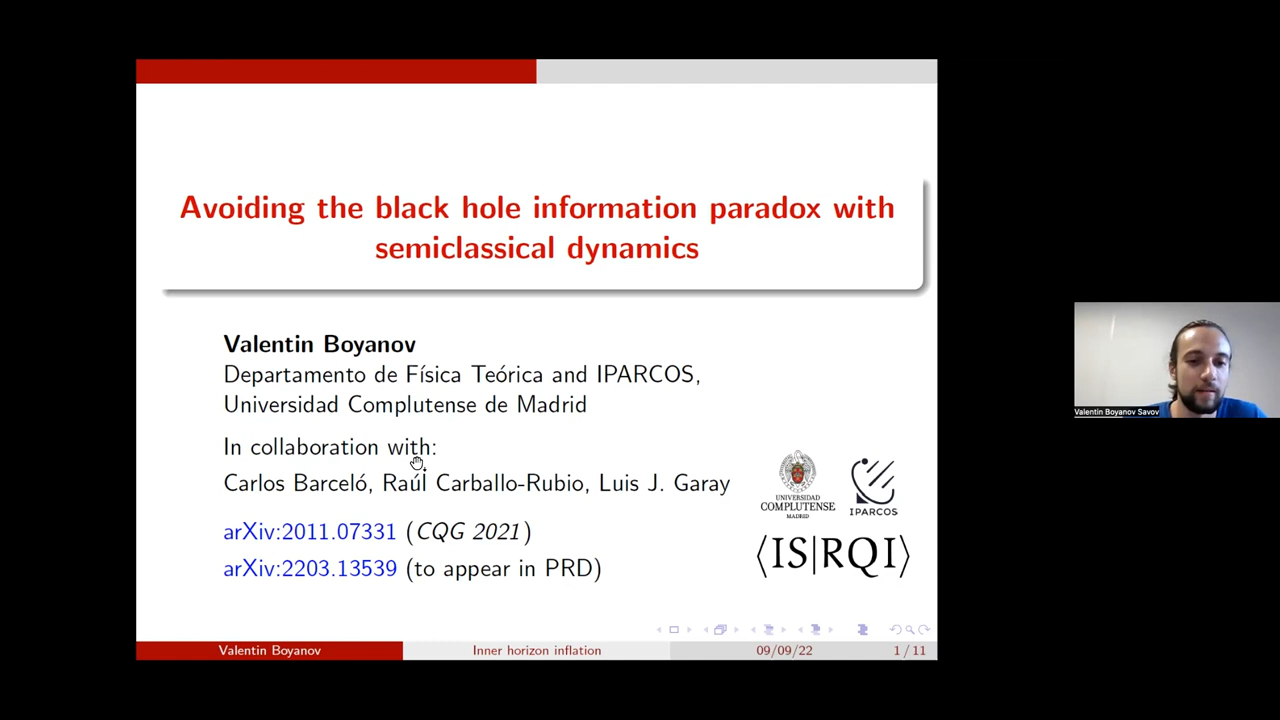 Avoiding the black hole information paradox with
semiclassical dynamics
Valentin Boyanov
Departamento de Física Teórica and IPARCOS,
Universidad Complutense de Madrid
In collaboration with:
Carlos Barceló, Raúl Carballo-Rubio, Luis J. Garay
arXiv:2011.07331 (CQG 2021)
arXiv:2203.13539 (to appear in PRD)
UNIVERSIDAD
COMPLUTENSE
MADRID
IPARCOS
⟨IS|RQI⟩
Valentin Boyanov Inner horizon inflation 09/09/22 1 / 11
Valentin Boyanov Savov